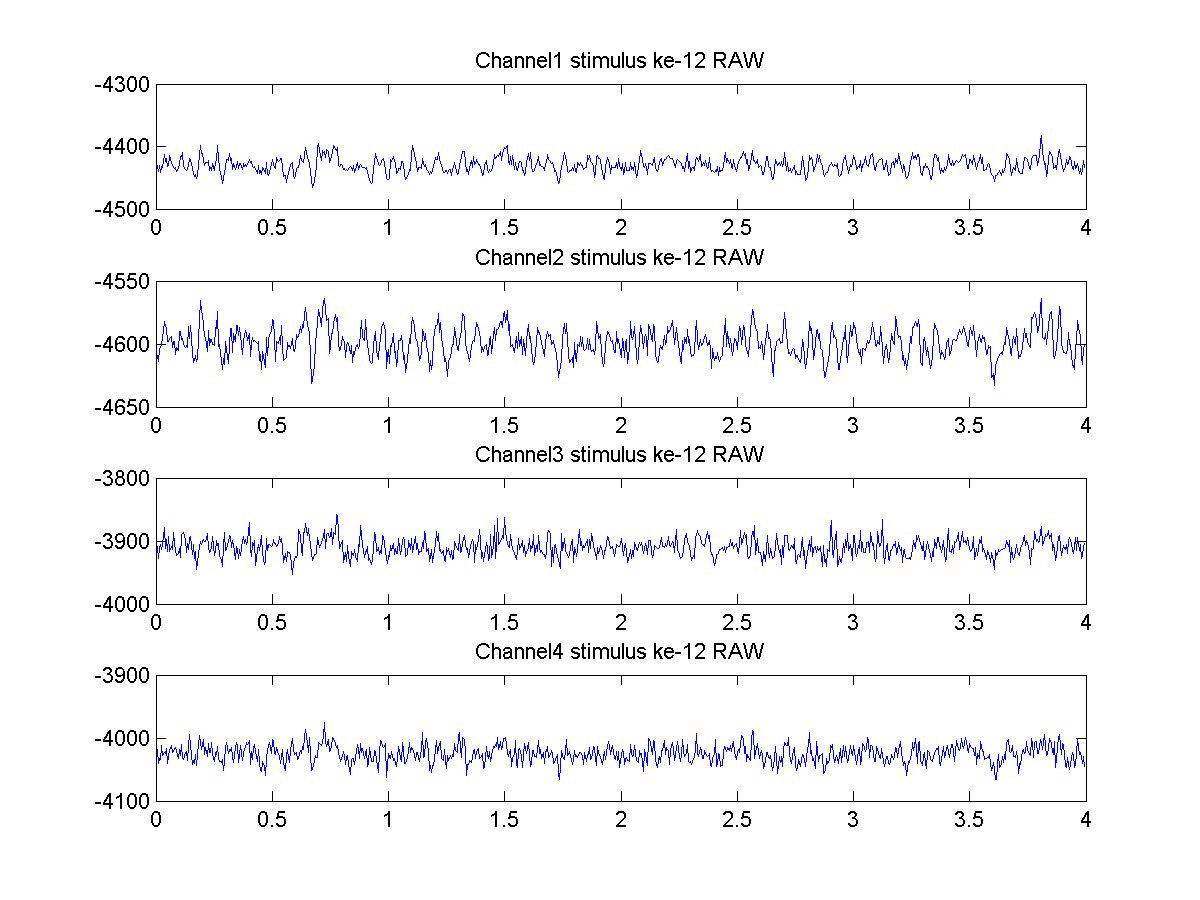 Channel1 stimulus ke-12 RAW
-4300
-4400
-4500
0 0.5 1 1.5 2 2.5 3 3.5 4
Channel2 stimulus ke-12 RAW
-4550
-4600
-4650
0 0.5 1 1.5 2 2.5 3 3.5 4
Channel3 stimulus ke-12 RAW
-3800
-3900
-4000
0 0.5 1 1.5 2 2.5 3 3.5 4
Channel4 stimulus ke-12 RAW
-3900
-4000
-4100
0 0.5 1 1.5 2 2.5 3 3.5 4